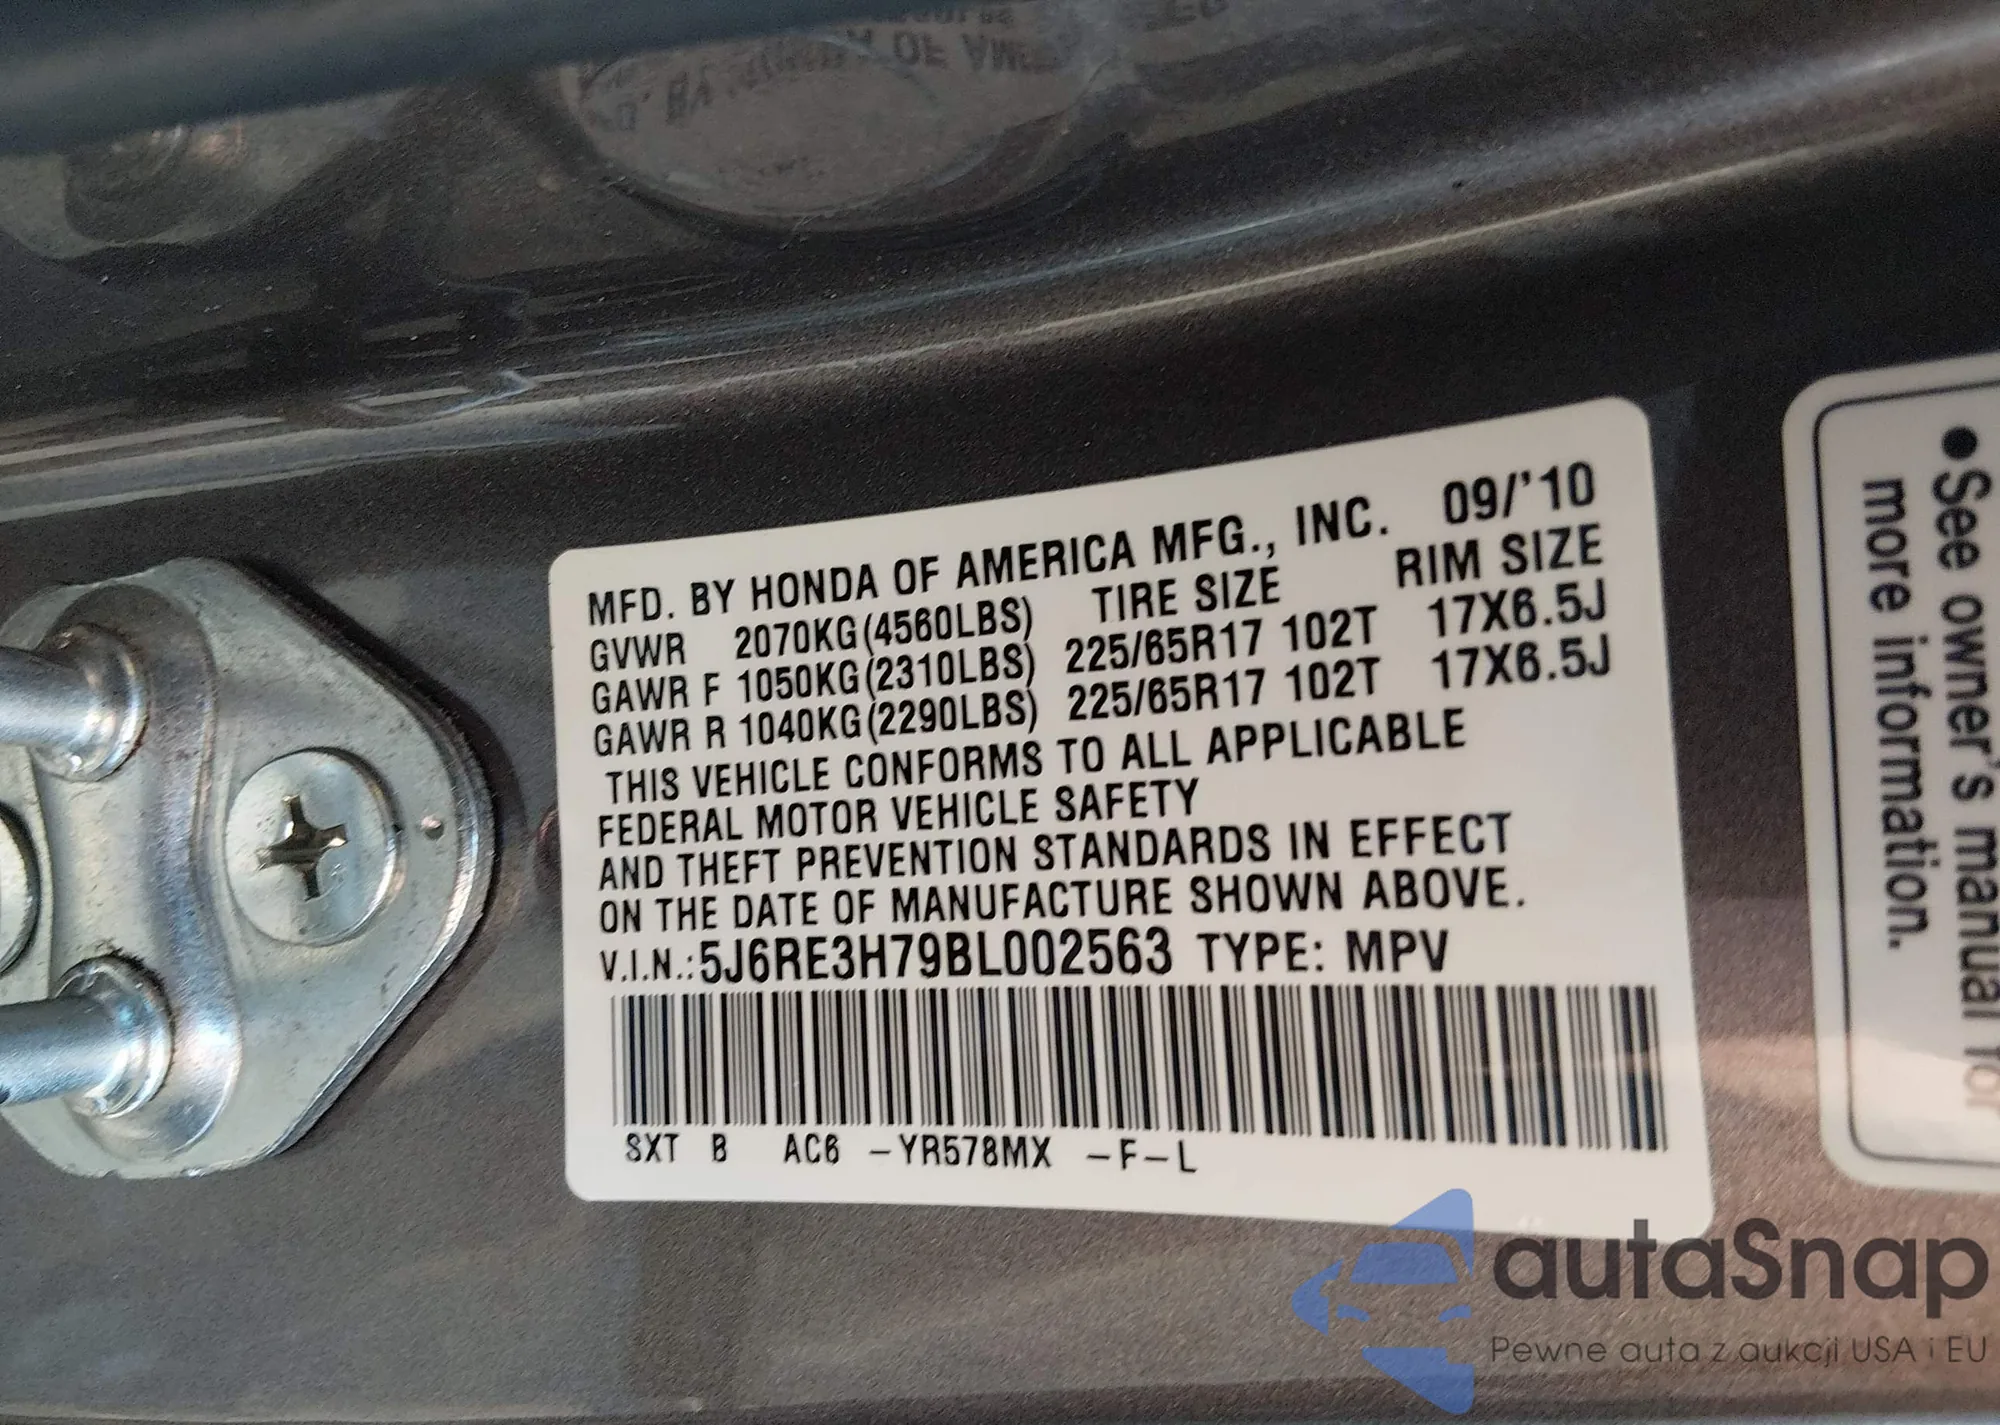 MFD. BY HONDA OF AMERICA MFG., INC. 09/'10
GVWR 2070KG(4560LBS) TIRE SIZE RIM SIZE
GAWR F 1050KG(2310LBS) 225/65R17 102T 17X6.5J
GAWR R 1040KG(2290LBS) 225/65R17 102T 17X6.5J
THIS VEHICLE CONFORMS TO ALL APPLICABLE
FEDERAL MOTOR VEHICLE SAFETY
AND THEFT PREVENTION STANDARDS IN EFFECT
ON THE DATE OF MANUFACTURE SHOWN ABOVE.
V.I.N.:5J6RE3H79BL002563 TYPE: MPV
SXT B AC6 -YR578MX -F-L
●See owner's manual for
more information.
autaSnap
Pewne auta z aukcji USA i EU